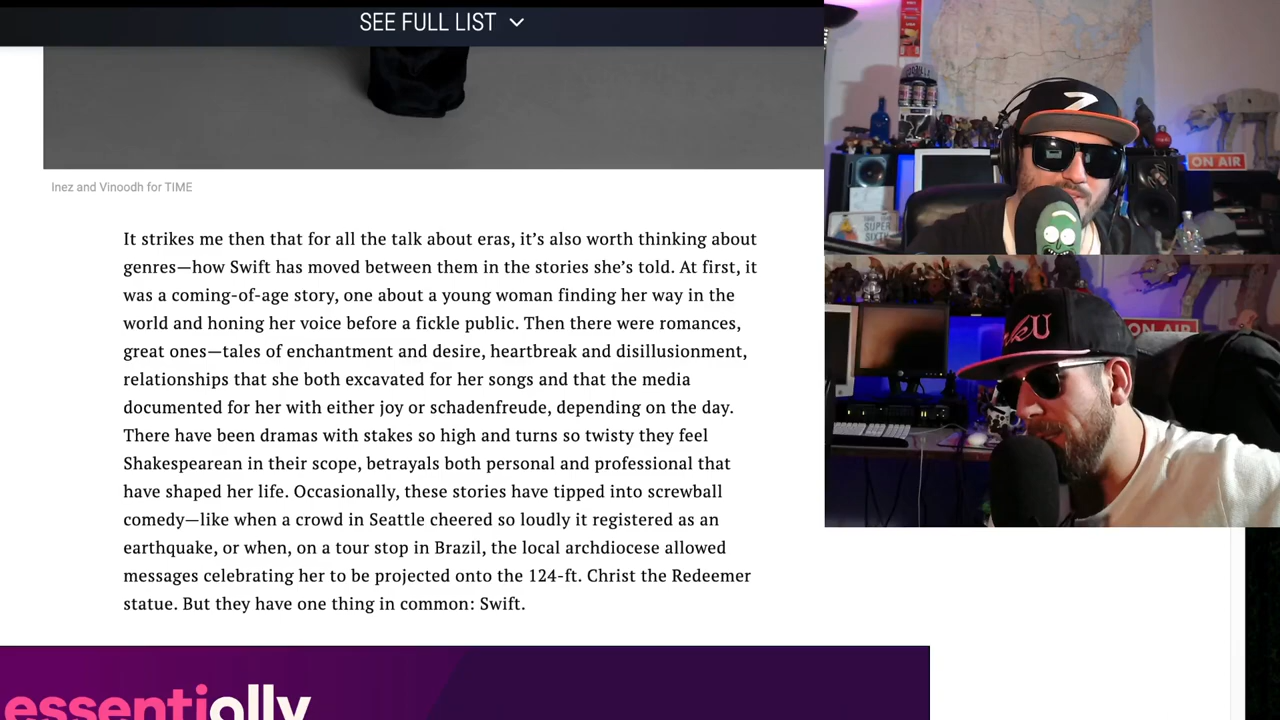 SEE FULL LIST
Inez and Vinoodh for TIME
It strikes me then that for all the talk about eras, it’s also worth thinking about
genres—how Swift has moved between them in the stories she’s told. At first, it
was a coming-of-age story, one about a young woman finding her way in the
world and honing her voice before a fickle public. Then there were romances,
great ones—tales of enchantment and desire, heartbreak and disillusionment,
relationships that she both excavated for her songs and that the media
documented for her with either joy or schadenfreude, depending on the day.
There have been dramas with stakes so high and turns so twisty they feel
Shakespearean in their scope, betrayals both personal and professional that
have shaped her life. Occasionally, these stories have tipped into screwball
comedy—like when a crowd in Seattle cheered so loudly it registered as an
earthquake, or when, on a tour stop in Brazil, the local archdiocese allowed
messages celebrating her to be projected onto the 124-ft. Christ the Redeemer
statue. But they have one thing in common: Swift.
essentially
ON AIR
SUPER
ON AIR